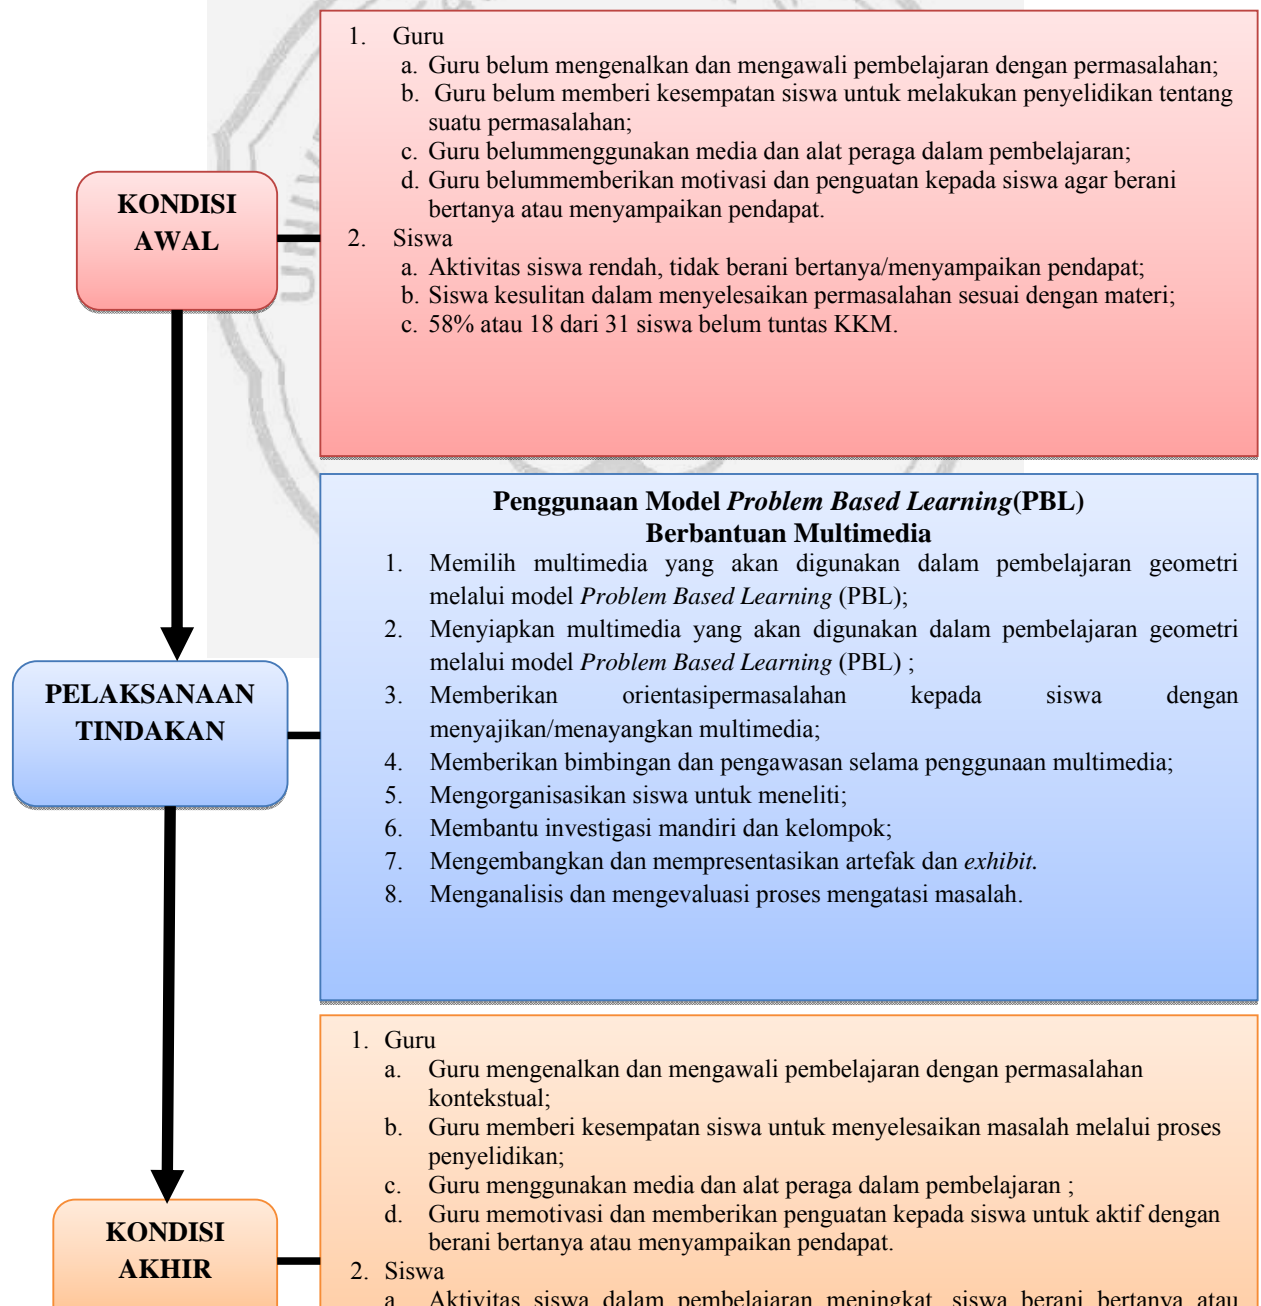 1. Guru
a. Guru belum mengenalkan dan mengawali pembelajaran dengan permasalahan;
b. Guru belum memberi kesempatan siswa untuk melakukan penyelidikan tentang
suatu permasalahan;
c. Guru belummenggunakan media dan alat peraga dalam pembelajaran;
d. Guru belummemberikan motivasi dan penguatan kepada siswa agar berani
bertanya atau menyampaikan pendapat.
2. Siswa
a. Aktivitas siswa rendah, tidak berani bertanya/menyampaikan pendapat;
b. Siswa kesulitan dalam menyelesaikan permasalahan sesuai dengan materi;
c. 58% atau 18 dari 31 siswa belum tuntas KKM.
KONDISI
AWAL
Penggunaan Model Problem Based Learning(PBL)
Berbantuan Multimedia
1. Memilih multimedia yang akan digunakan dalam pembelajaran geometri
melalui model Problem Based Learning (PBL);
2. Menyiapkan multimedia yang akan digunakan dalam pembelajaran geometri
melalui model Problem Based Learning (PBL) ;
3. Memberikan orientasipermasalahan kepada siswa dengan
menyajikan/menayangkan multimedia;
4. Memberikan bimbingan dan pengawasan selama penggunaan multimedia;
5. Mengorganisasikan siswa untuk meneliti;
6. Membantu investigasi mandiri dan kelompok;
7. Mengembangkan dan mempresentasikan artefak dan exhibit.
8. Menganalisis dan mengevaluasi proses mengatasi masalah.
PELAKSANAAN
TINDAKAN
1. Guru
a. Guru mengenalkan dan mengawali pembelajaran dengan permasalahan
kontekstual;
b. Guru memberi kesempatan siswa untuk menyelesaikan masalah melalui proses
penyelidikan;
c. Guru menggunakan media dan alat peraga dalam pembelajaran ;
d. Guru memotivasi dan memberikan penguatan kepada siswa untuk aktif dengan
berani bertanya atau menyampaikan pendapat.
2. Siswa
a. Aktivitas siswa dalam pembelajaran meningkat, siswa berani bertanya atau
KONDISI
AKHIR